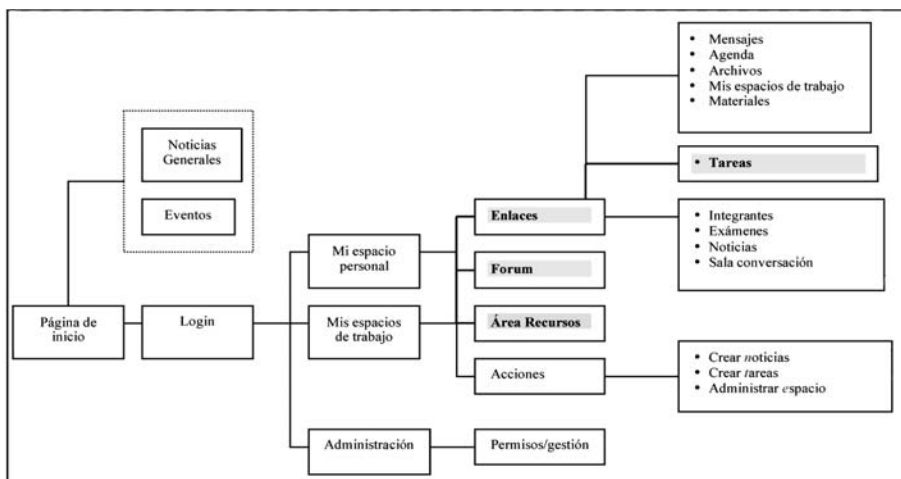 • Mensajes
• Agenda
• Archivos
• Mis espacios de trabajo
• Materiales
Noticias
Generales
• Tareas
Eventos
Enlaces
• Integrantes
• Exámenes
• Noticias
• Sala conversación
Mi espacio
personal
Forum
Página de
inicio
Login
Mis espacios
de trabajo
Área Recursos
Acciones
• Crear noticias
• Crear tareas
• Administrar espacio
Administración
Permisos/gestión